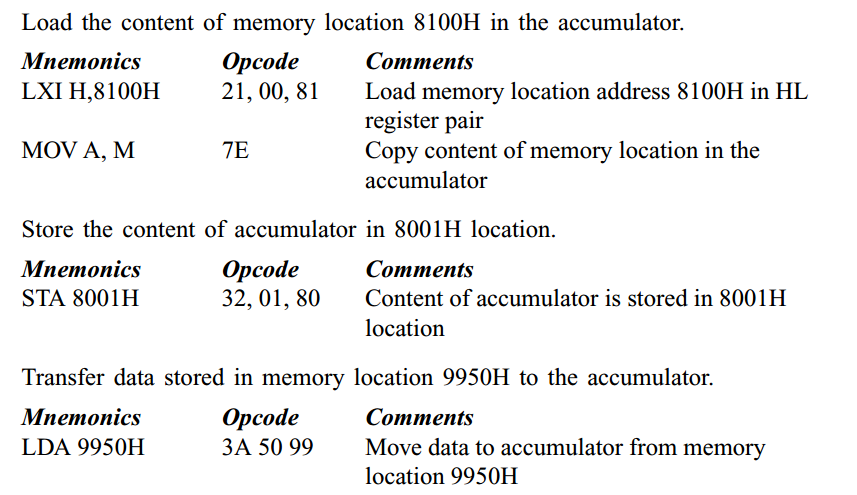 Load the content of memory location 8100H in the accumulator.
Mnemonics Opcode Comments
LXI H,8100H 21, 00, 81 Load memory location address 8100H in HL
register pair
MOV A, M 7E Copy content of memory location in the
accumulator
Store the content of accumulator in 8001H location.
Mnemonics Opcode Comments
STA 8001H 32, 01, 80 Content of accumulator is stored in 8001H
location
Transfer data stored in memory location 9950H to the accumulator.
Mnemonics Opcode Comments
LDA 9950H 3A 50 99 Move data to accumulator from memory
location 9950H